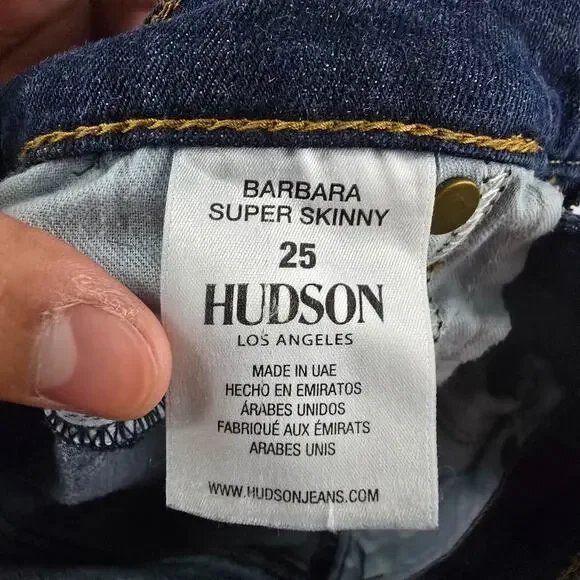 BARBARA
SUPER SKINNY
25
HUDSON
LOS ANGELES
MADE IN UAE
HECHO EN EMIRATOS
ÁRABES UNIDOS
FABRIQUÉ AUX ÉMIRATS
ARABES UNIS
WWW.HUDSONJEANS.COM